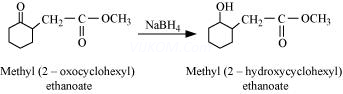 O
CH₂ – C – OCH₃
O
NaBH₄
OH
CH₂ – C – OCH₃
O
Methyl (2 – oxocyclohexyl)
ethanoate
Methyl (2 – hydroxycyclohexyl)
ethanoate